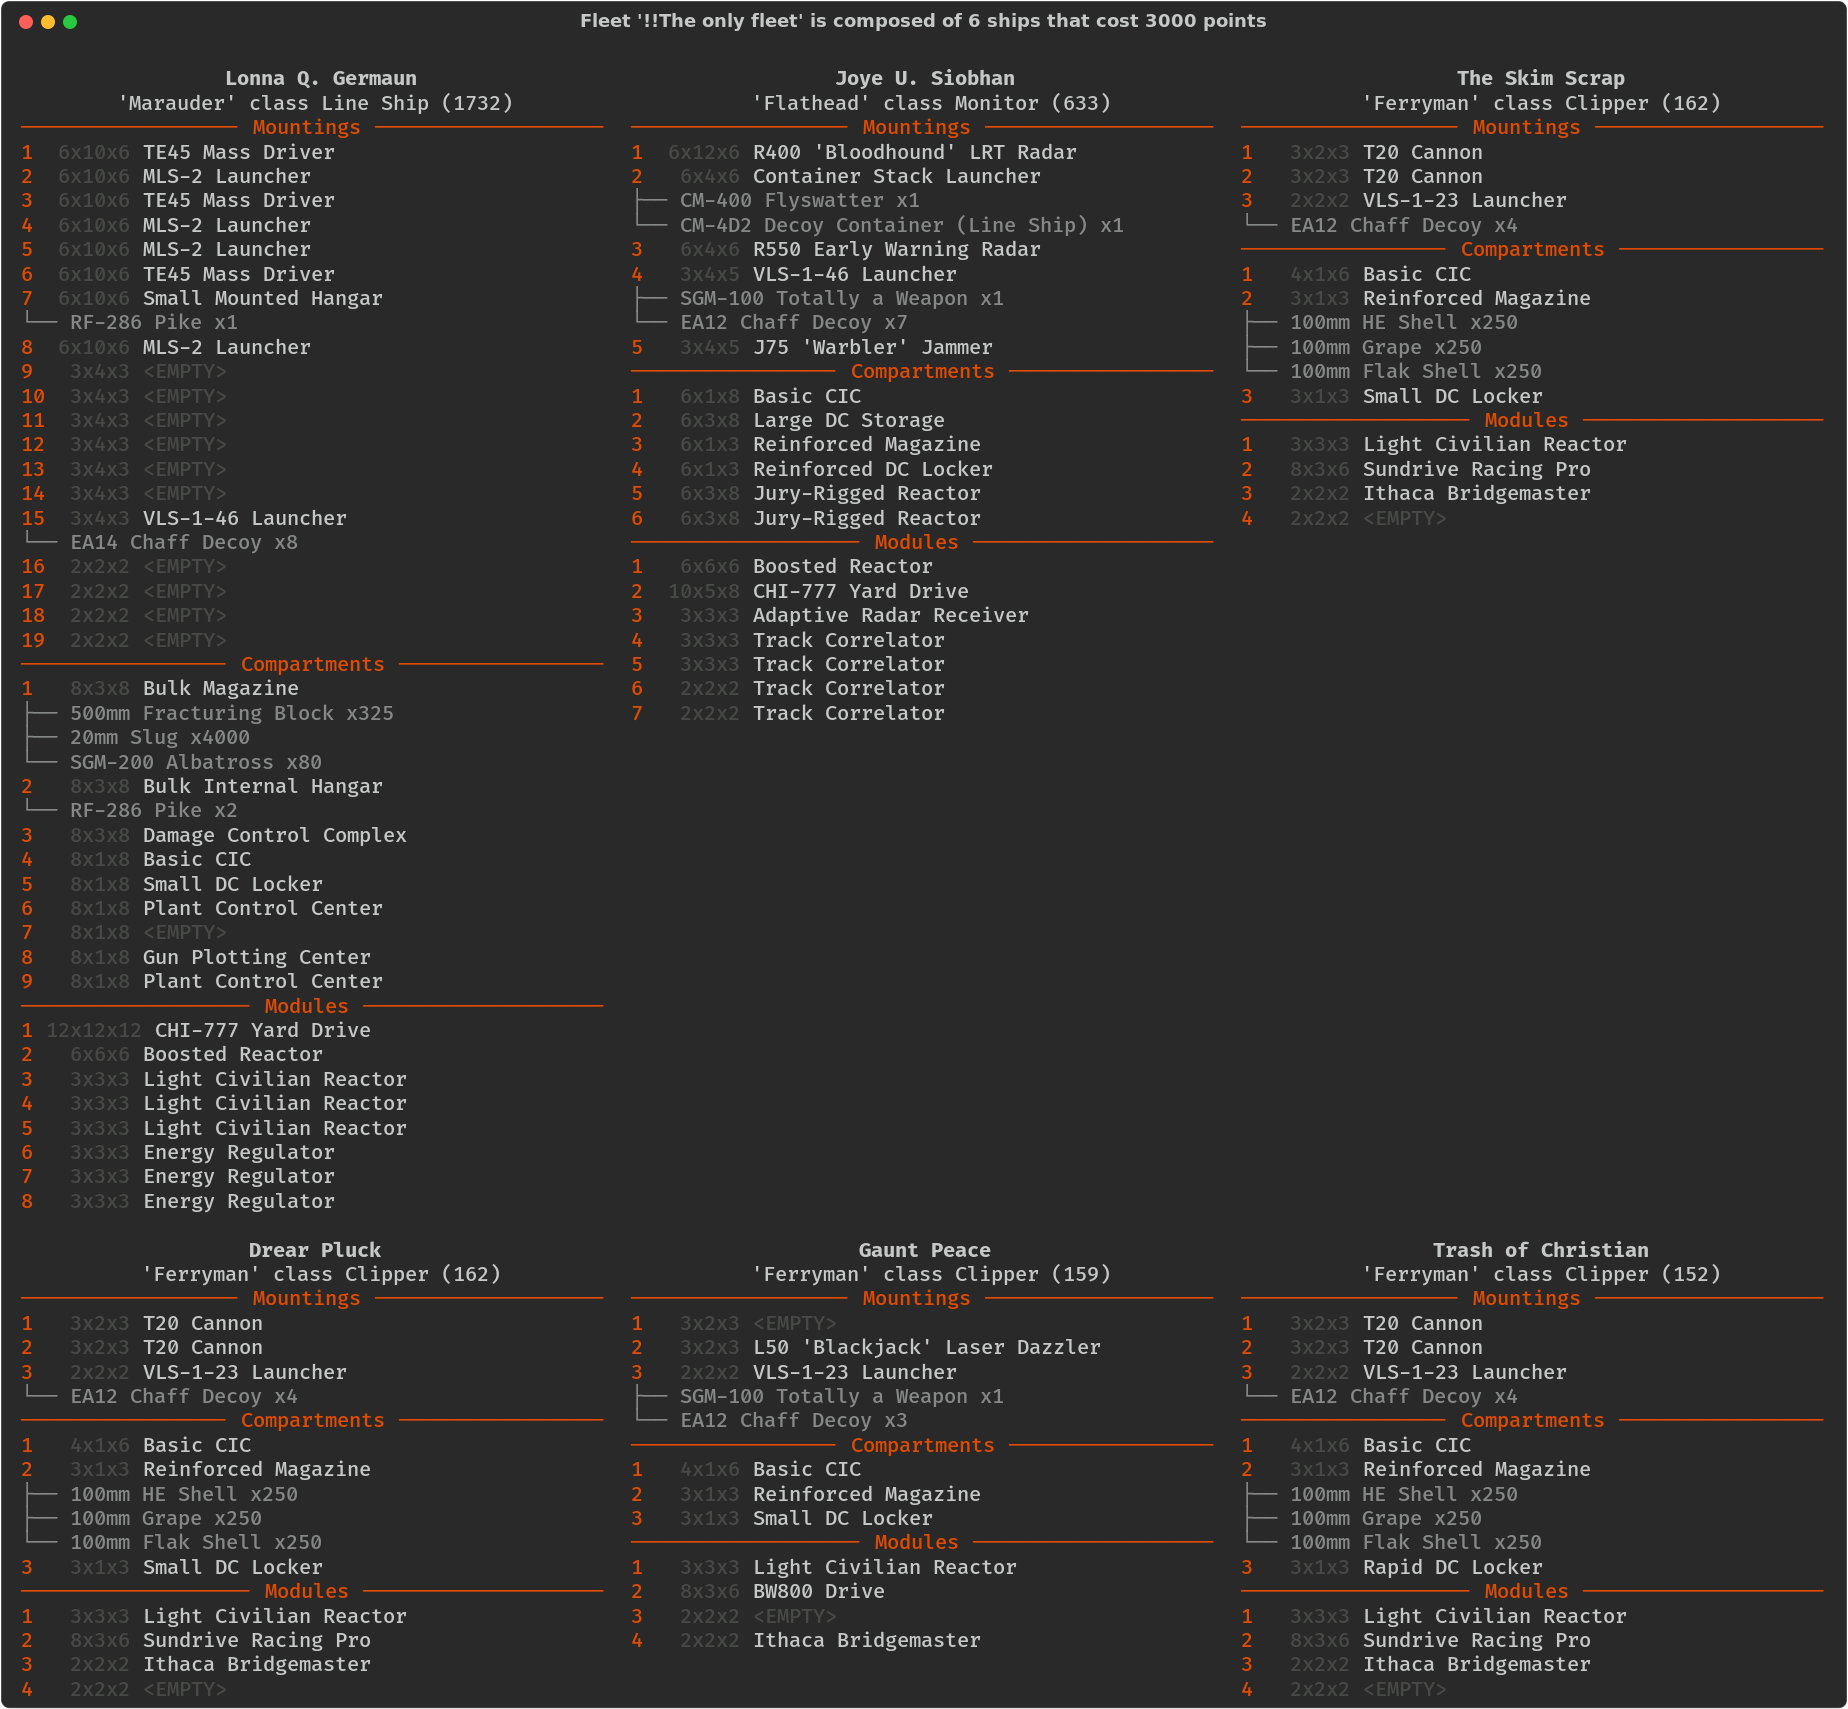 Fleet '!!The only fleet' is composed of 6 ships that cost 3000 points
Lonna Q. Germaun
'Marauder' class Line Ship (1732)
Mountings
1 6x10x6 TE45 Mass Driver
2 6x10x6 MLS-2 Launcher
3 6x10x6 TE45 Mass Driver
4 6x10x6 MLS-2 Launcher
5 6x10x6 MLS-2 Launcher
6 6x10x6 TE45 Mass Driver
7 6x10x6 Small Mounted Hangar
└── RF-286 Pike x1
8 6x10x6 MLS-2 Launcher
9 3x4x3 <EMPTY>
10 3x4x3 <EMPTY>
11 3x4x3 <EMPTY>
12 3x4x3 <EMPTY>
13 3x4x3 <EMPTY>
14 3x4x3 <EMPTY>
15 3x4x3 VLS-1-46 Launcher
└── EA14 Chaff Decoy x8
16 2x2x2 <EMPTY>
17 2x2x2 <EMPTY>
18 2x2x2 <EMPTY>
19 2x2x2 <EMPTY>
Compartments
1 8x3x8 Bulk Magazine
├── 500mm Fracturing Block x325
├── 20mm Slug x4000
└── SGM-200 Albatross x80
2 8x3x8 Bulk Internal Hangar
└── RF-286 Pike x2
3 8x3x8 Damage Control Complex
4 8x1x8 Basic CIC
5 8x1x8 Small DC Locker
6 8x1x8 Plant Control Center
7 8x1x8 <EMPTY>
8 8x1x8 Gun Plotting Center
9 8x1x8 Plant Control Center
Modules
1 12x12x12 CHI-777 Yard Drive
2 6x6x6 Boosted Reactor
3 3x3x3 Light Civilian Reactor
4 3x3x3 Light Civilian Reactor
5 3x3x3 Light Civilian Reactor
6 3x3x3 Energy Regulator
7 3x3x3 Energy Regulator
8 3x3x3 Energy Regulator
Joye U. Siobhan
'Flathead' class Monitor (633)
Mountings
1 6x12x6 R400 'Bloodhound' LRT Radar
2 6x4x6 Container Stack Launcher
├── CM-400 Flyswatter x1
└── CM-4D2 Decoy Container (Line Ship) x1
3 6x4x6 R550 Early Warning Radar
4 3x4x5 VLS-1-46 Launcher
├── SGM-100 Totally a Weapon x1
└── EA12 Chaff Decoy x7
5 3x4x5 J75 'Warbler' Jammer
Compartments
1 6x1x8 Basic CIC
2 6x3x8 Large DC Storage
3 6x1x3 Reinforced Magazine
4 6x1x3 Reinforced DC Locker
5 6x3x8 Jury-Rigged Reactor
6 6x3x8 Jury-Rigged Reactor
Modules
1 6x6x6 Boosted Reactor
2 10x5x8 CHI-777 Yard Drive
3 3x3x3 Adaptive Radar Receiver
4 3x3x3 Track Correlator
5 3x3x3 Track Correlator
6 2x2x2 Track Correlator
7 2x2x2 Track Correlator
The Skim Scrap
'Ferryman' class Clipper (162)
Mountings
1 3x2x3 T20 Cannon
2 3x2x3 T20 Cannon
3 2x2x2 VLS-1-23 Launcher
└── EA12 Chaff Decoy x4
Compartments
1 4x1x6 Basic CIC
2 3x1x3 Reinforced Magazine
├── 100mm HE Shell x250
├── 100mm Grape x250
└── 100mm Flak Shell x250
3 3x1x3 Small DC Locker
Modules
1 3x3x3 Light Civilian Reactor
2 8x3x6 Sundrive Racing Pro
3 2x2x2 Ithaca Bridgemaster
4 2x2x2 <EMPTY>
Drear Pluck
'Ferryman' class Clipper (162)
Mountings
1 3x2x3 T20 Cannon
2 3x2x3 T20 Cannon
3 2x2x2 VLS-1-23 Launcher
└── EA12 Chaff Decoy x4
Compartments
1 4x1x6 Basic CIC
2 3x1x3 Reinforced Magazine
├── 100mm HE Shell x250
├── 100mm Grape x250
└── 100mm Flak Shell x250
3 3x1x3 Small DC Locker
Modules
1 3x3x3 Light Civilian Reactor
2 8x3x6 Sundrive Racing Pro
3 2x2x2 Ithaca Bridgemaster
4 2x2x2 <EMPTY>
Gaunt Peace
'Ferryman' class Clipper (159)
Mountings
1 3x2x3 <EMPTY>
2 3x2x3 L50 'Blackjack' Laser Dazzler
3 2x2x2 VLS-1-23 Launcher
├── SGM-100 Totally a Weapon x1
└── EA12 Chaff Decoy x3
Compartments
1 4x1x6 Basic CIC
2 3x1x3 Reinforced Magazine
3 3x1x3 Small DC Locker
Modules
1 3x3x3 Light Civilian Reactor
2 8x3x6 BW800 Drive
3 2x2x2 <EMPTY>
4 2x2x2 Ithaca Bridgemaster
Trash of Christian
'Ferryman' class Clipper (152)
Mountings
1 3x2x3 T20 Cannon
2 3x2x3 T20 Cannon
3 2x2x2 VLS-1-23 Launcher
└── EA12 Chaff Decoy x4
Compartments
1 4x1x6 Basic CIC
2 3x1x3 Reinforced Magazine
├── 100mm HE Shell x250
├── 100mm Grape x250
└── 100mm Flak Shell x250
3 3x1x3 Rapid DC Locker
Modules
1 3x3x3 Light Civilian Reactor
2 8x3x6 Sundrive Racing Pro
3 2x2x2 Ithaca Bridgemaster
4 2x2x2 <EMPTY>